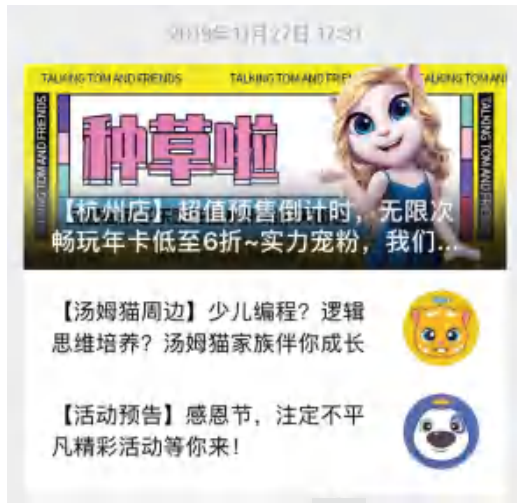 2019年11月27日 17:31
TALKING TOM AND FRIENDS
TALKING TOM AND
TALKING TOM AND FRIENDS
TALKING TOM AND FRIENDS
种草啦
【杭州店】超值预售倒计时，无限次
畅玩年卡低至6折~实力宠粉，我们...
【汤姆猫周边】少儿编程？逻辑
思维培养？汤姆猫家族伴你成长
【活动预告】感恩节，注定不平
凡精彩活动等你来！